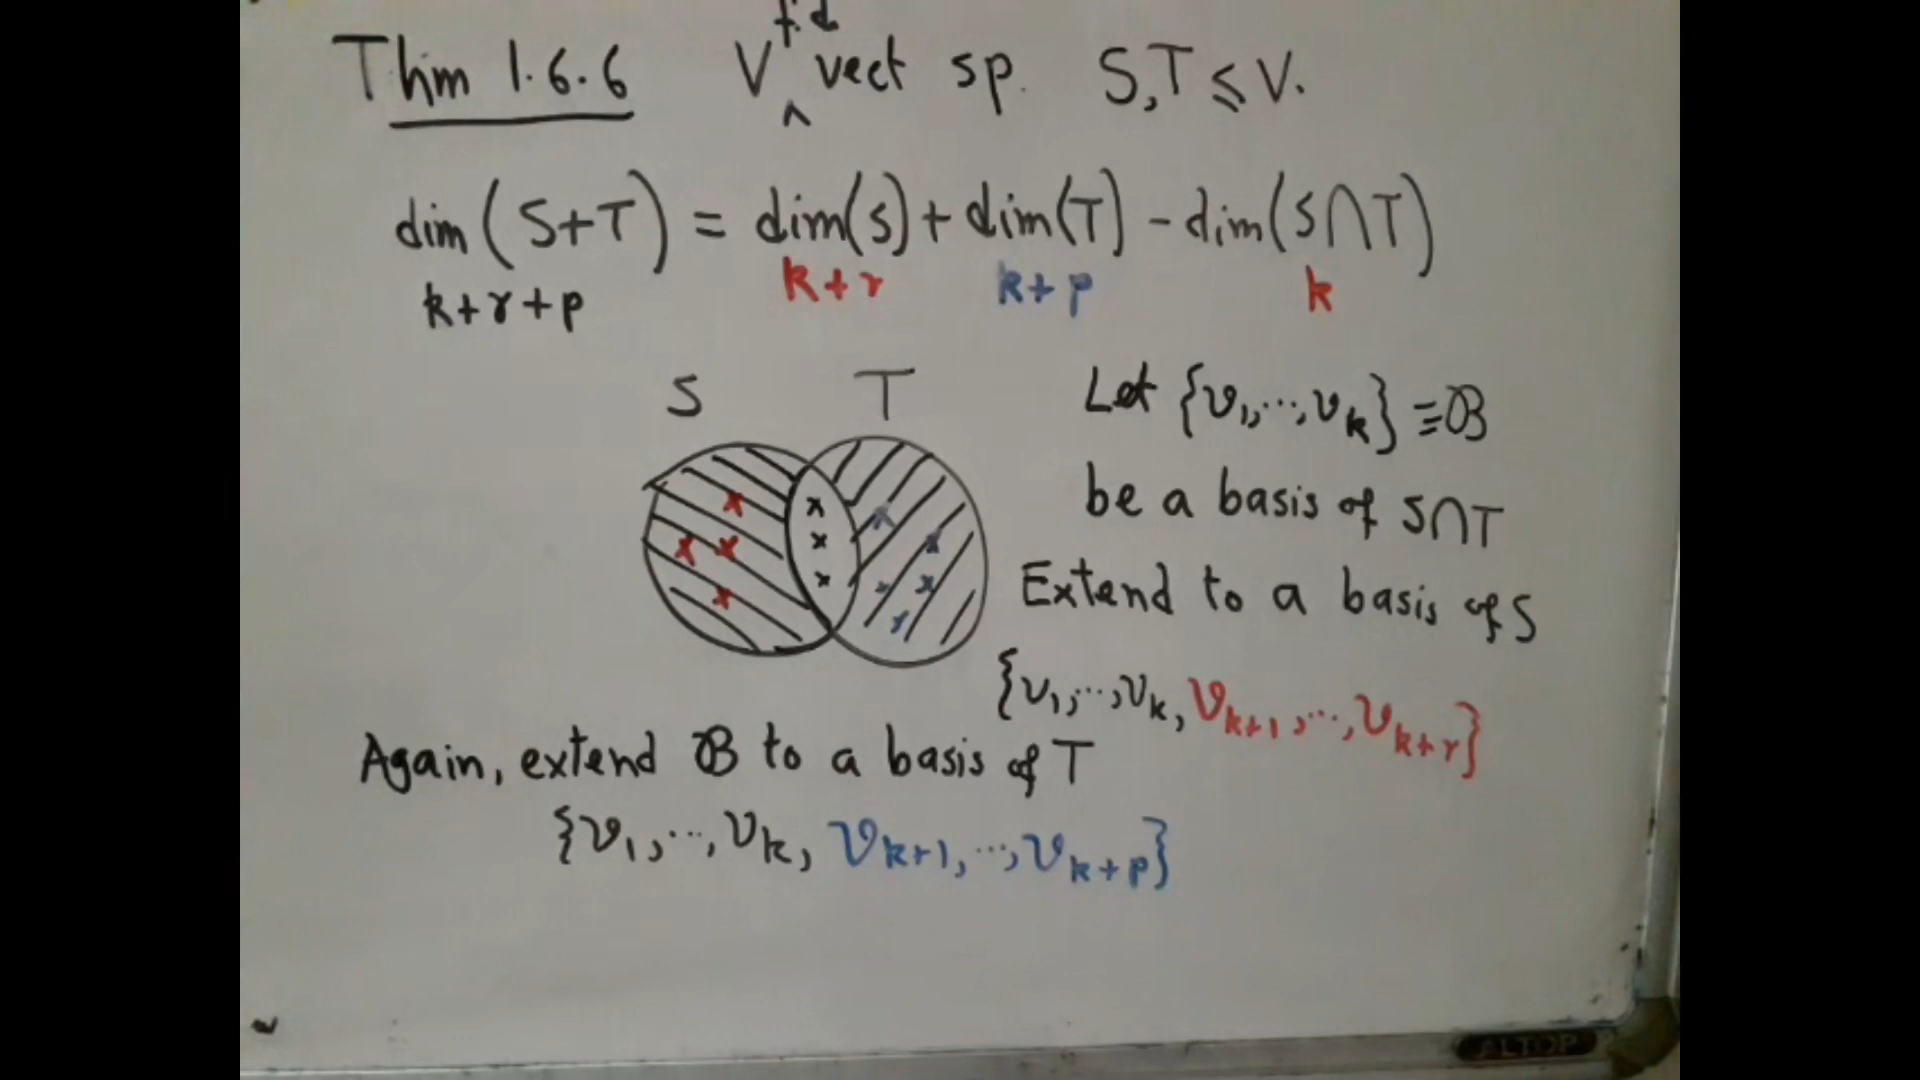 Thm 1.6.6 V f.d vect sp. S,T ≤ V.
dim(S+T) = dim(S) + dim(T) - dim(S∩T)
k+r+p k+r k+p k
S T
Let {v₁,...,vₖ} ≡ B
be a basis of S∩T
Extend to a basis of S
{v₁,...,vₖ, vₖ₊₁,...,vₖ₊ᵣ}
Again, extend B to a basis of T
{v₁,...,vₖ, vₖ₊₁,...,vₖ₊ₚ}
ALTOP